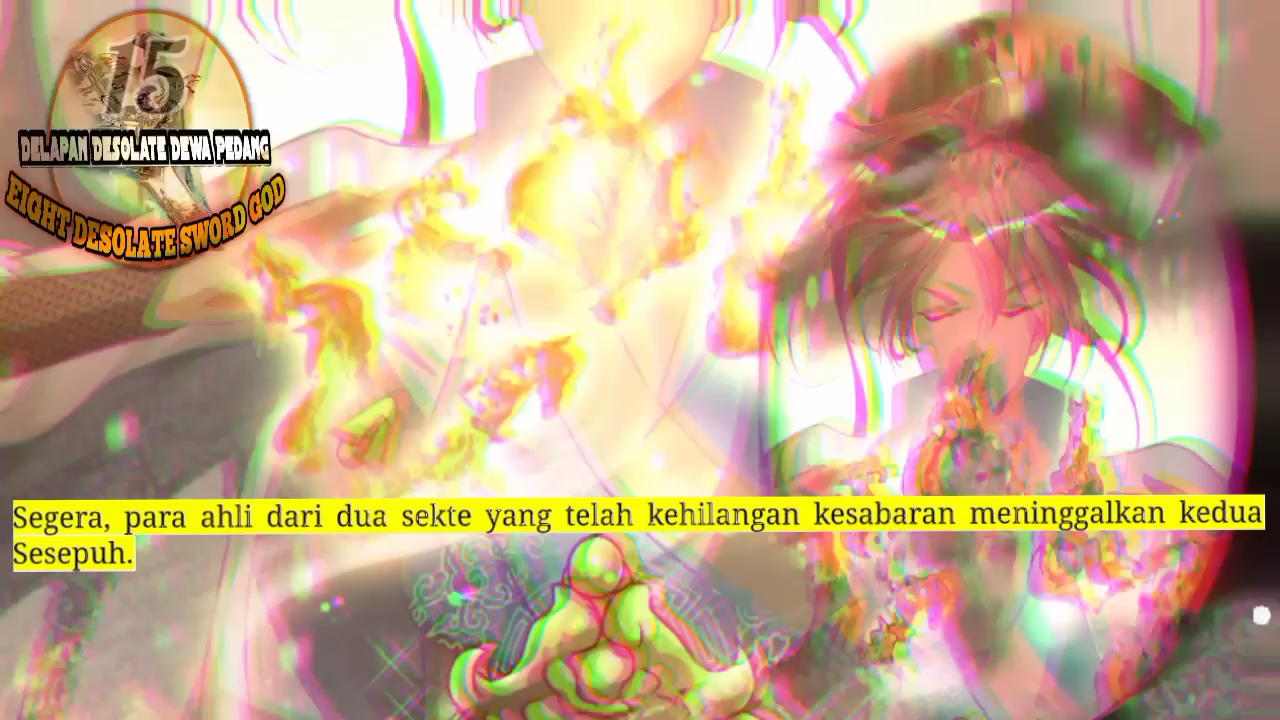 15
DELAPAN DESOLATE DEWA PEDANG
EIGHT DESOLATE SWORD GOD
Segera, para ahli dari dua sekte yang telah kehilangan kesabaran meninggalkan kedua
Sesepuh.